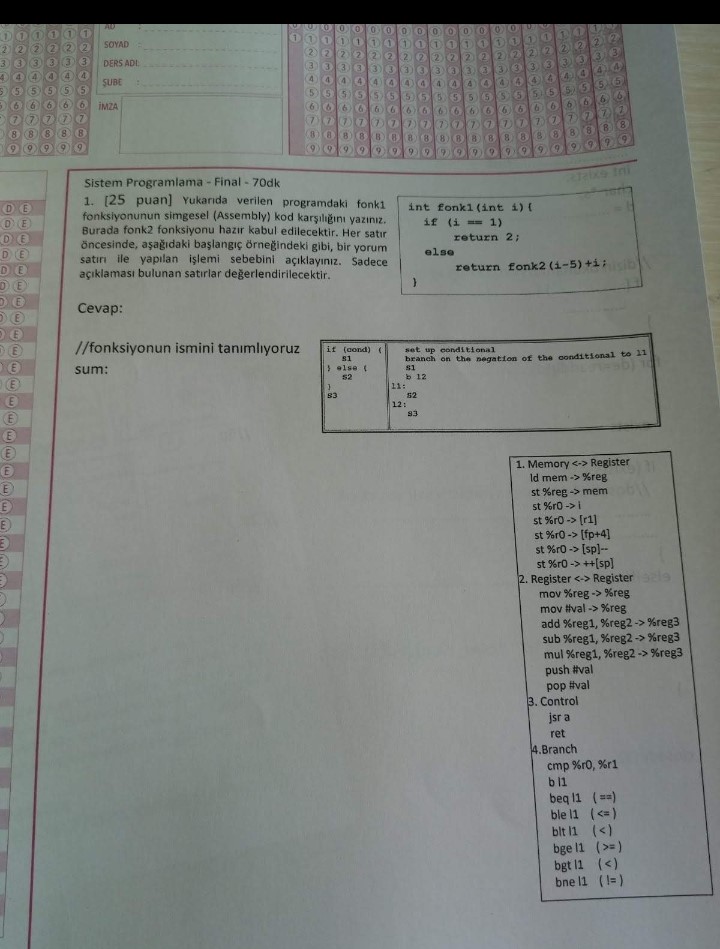 AD
SOYAD :
DERS ADI:
ŞUBE :
İMZA
Sistem Programlama - Final - 70dk
1. [25 puan] Yukarıda verilen programdaki fonk1
fonksiyonunun simgesel (Assembly) kod karşılığını yazınız.
Burada fonk2 fonksiyonu hazır kabul edilecektir. Her satır
öncesinde, aşağıdaki başlangıç örneğindeki gibi, bir yorum
satırı ile yapılan işlemi sebebini açıklayınız. Sadece
açıklaması bulunan satırlar değerlendirilecektir.
int fonk1(int i){
if (i == 1)
return 2;
else
return fonk2(i-5)+i;
}
Cevap:
//fonksiyonun ismini tanımlıyoruz
sum:
if (cond) {
S1
} else {
S2
}
S3
set up conditional
branch on the negation of the conditional to l1
S1
b l2
l1:
S2
l2:
S3
1. Memory <-> Register
ld mem -> %reg
st %reg -> mem
st %r0 -> i
st %r0 -> [r1]
st %r0 -> [fp+4]
st %r0 -> [sp]--
st %r0 -> ++[sp]
2. Register <-> Register
mov %reg -> %reg
mov #val -> %reg
add %reg1, %reg2 -> %reg3
sub %reg1, %reg2 -> %reg3
mul %reg1, %reg2 -> %reg3
push #val
pop #val
3. Control
jsr a
ret
4.Branch
cmp %r0, %r1
b l1
beq l1 (==)
ble l1 (<=)
blt l1 (<)
bge l1 (>=)
bgt l1 (<)
bne l1 (!=)